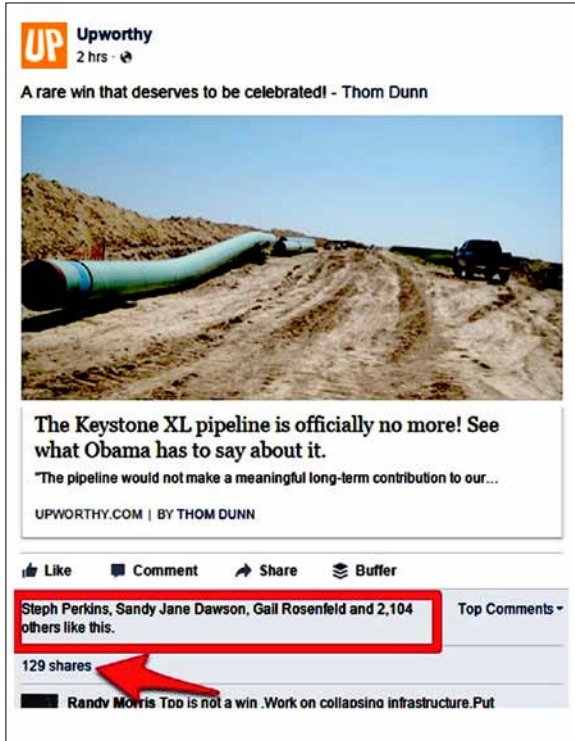 UP Upworthy
2 hrs ·
A rare win that deserves to be celebrated! - Thom Dunn
The Keystone XL pipeline is officially no more! See
what Obama has to say about it.
"The pipeline would not make a meaningful long-term contribution to our...
UPWORTHY.COM | BY THOM DUNN
Like Comment Share Buffer
Steph Perkins, Sandy Jane Dawson, Gail Rosenfeld and 2,104 Top Comments
others like this.
129 shares
Randy Morris Tpp is not a win .Work on collapsing infrastructure.Put